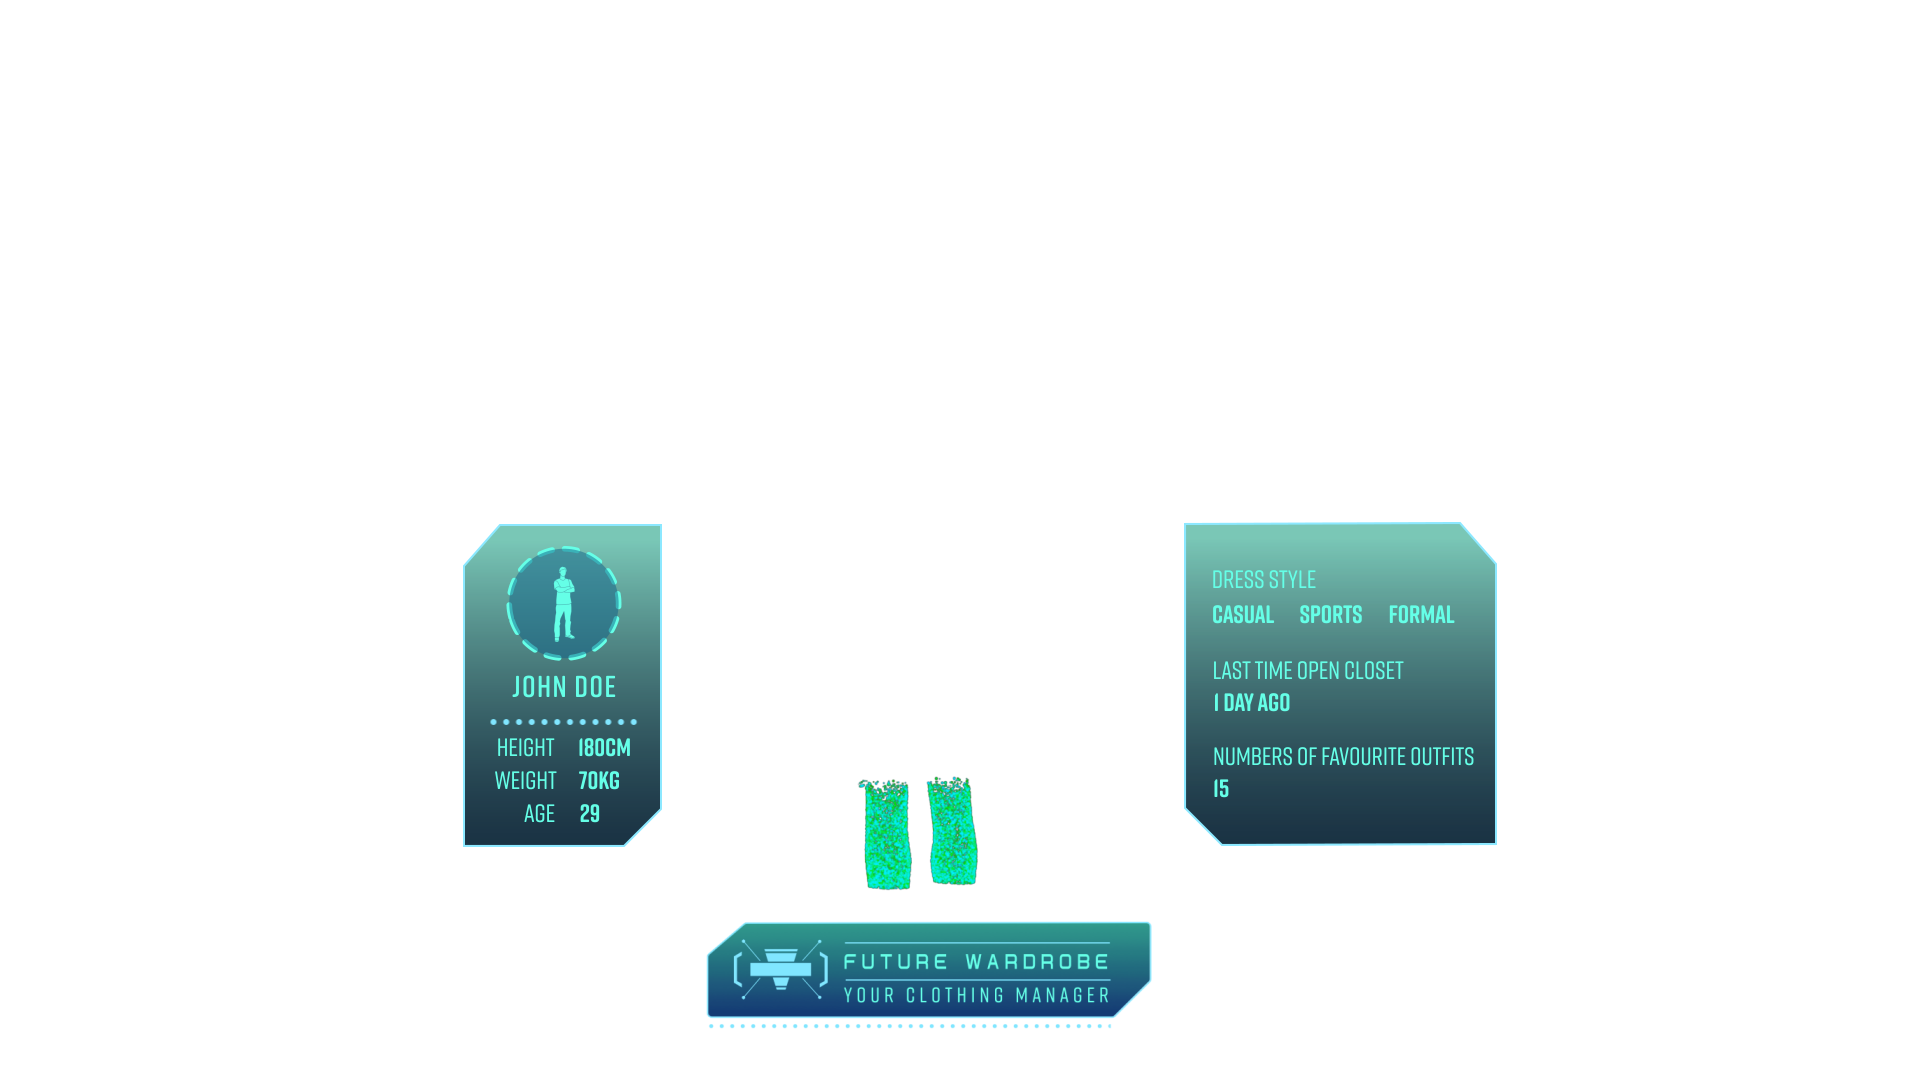 JOHN DOE
HEIGHT 180CM
WEIGHT 70KG
AGE 29
DRESS STYLE
CASUAL SPORTS FORMAL
LAST TIME OPEN CLOSET
1 DAY AGO
NUMBERS OF FAVOURITE OUTFITS
15
FUTURE WARDROBE
YOUR CLOTHING MANAGER